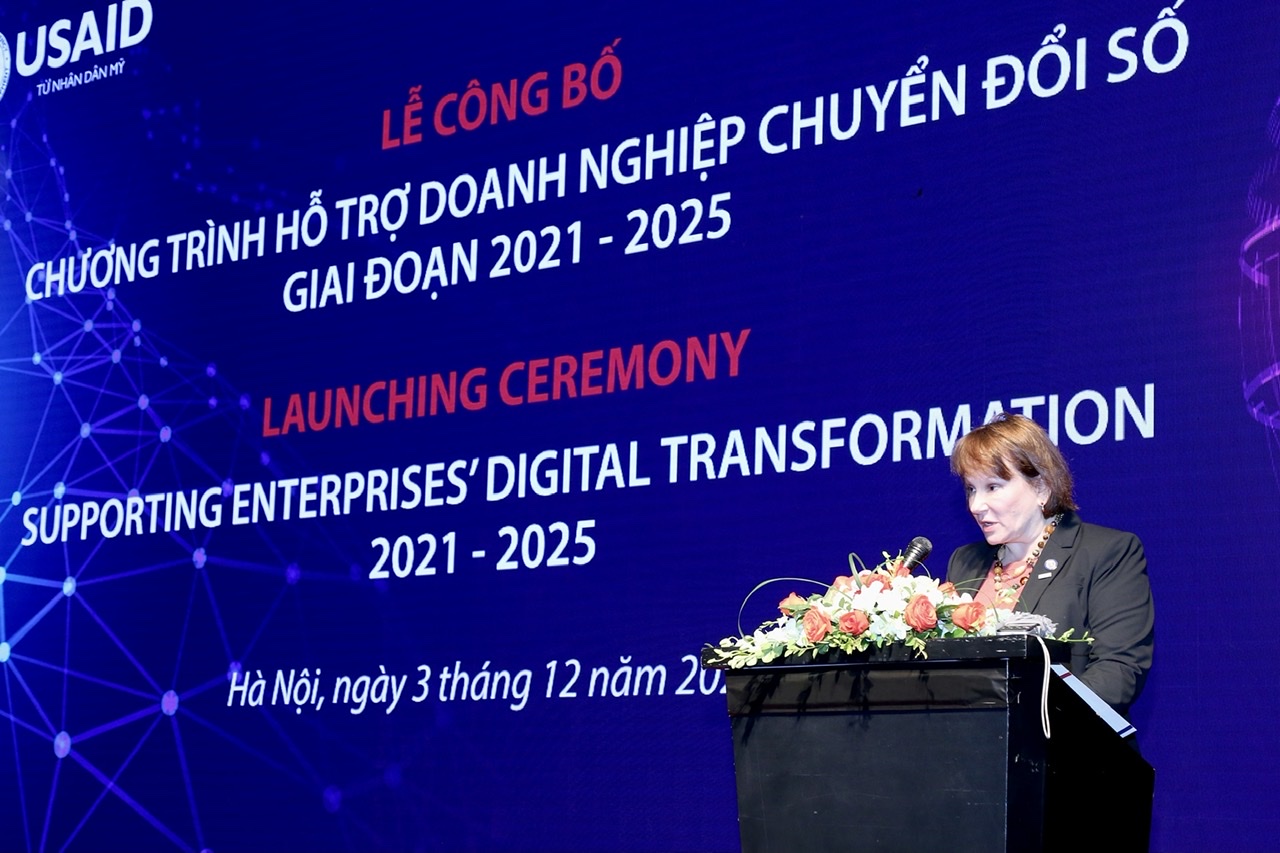 USAID
TỪ NHÂN DÂN MỸ
LỄ CÔNG BỐ
CHƯƠNG TRÌNH HỖ TRỢ DOANH NGHIỆP CHUYỂN ĐỔI SỐ
GIAI ĐOẠN 2021 - 2025
LAUNCHING CEREMONY
SUPPORTING ENTERPRISES’ DIGITAL
2021 - 2025
Hà Nội, ngày 3 tháng 12 năm